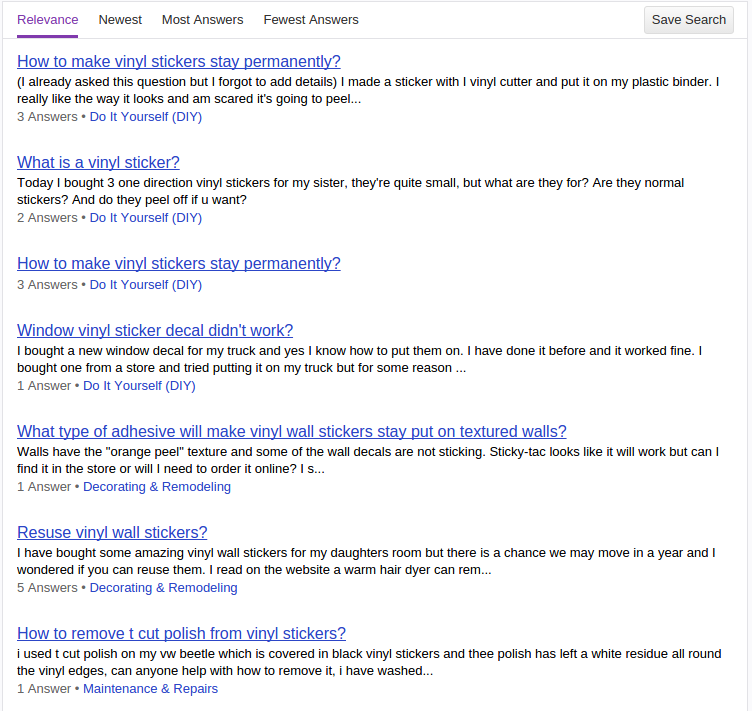 Relevance Newest Most Answers Fewest Answers Save Search
How to make vinyl stickers stay permanently?
(I already asked this question but I forgot to add details) I made a sticker with I vinyl cutter and put it on my plastic binder. I
really like the way it looks and am scared it's going to peel...
3 Answers • Do It Yourself (DIY)
What is a vinyl sticker?
Today I bought 3 one direction vinyl stickers for my sister, they're quite small, but what are they for? Are they normal
stickers? And do they peel off if u want?
2 Answers • Do It Yourself (DIY)
How to make vinyl stickers stay permanently?
3 Answers • Do It Yourself (DIY)
Window vinyl sticker decal didn't work?
I bought a new window decal for my truck and yes I know how to put them on. I have done it before and it worked fine. I
bought one from a store and tried putting it on my truck but for some reason ...
1 Answer • Do It Yourself (DIY)
What type of adhesive will make vinyl wall stickers stay put on textured walls?
Walls have the "orange peel" texture and some of the wall decals are not sticking. Sticky-tac looks like it will work but can I
find it in the store or will I need to order it online? I s...
1 Answer • Decorating & Remodeling
Resuse vinyl wall stickers?
I have bought some amazing vinyl wall stickers for my daughters room but there is a chance we may move in a year and I
wondered if you can reuse them. I read on the website a warm hair dyer can rem...
5 Answers • Decorating & Remodeling
How to remove t cut polish from vinyl stickers?
i used t cut polish on my vw beetle which is covered in black vinyl stickers and thee polish has left a white residue all round
the vinyl edges, can anyone help with how to remove it, i have washed...
1 Answer • Maintenance & Repairs